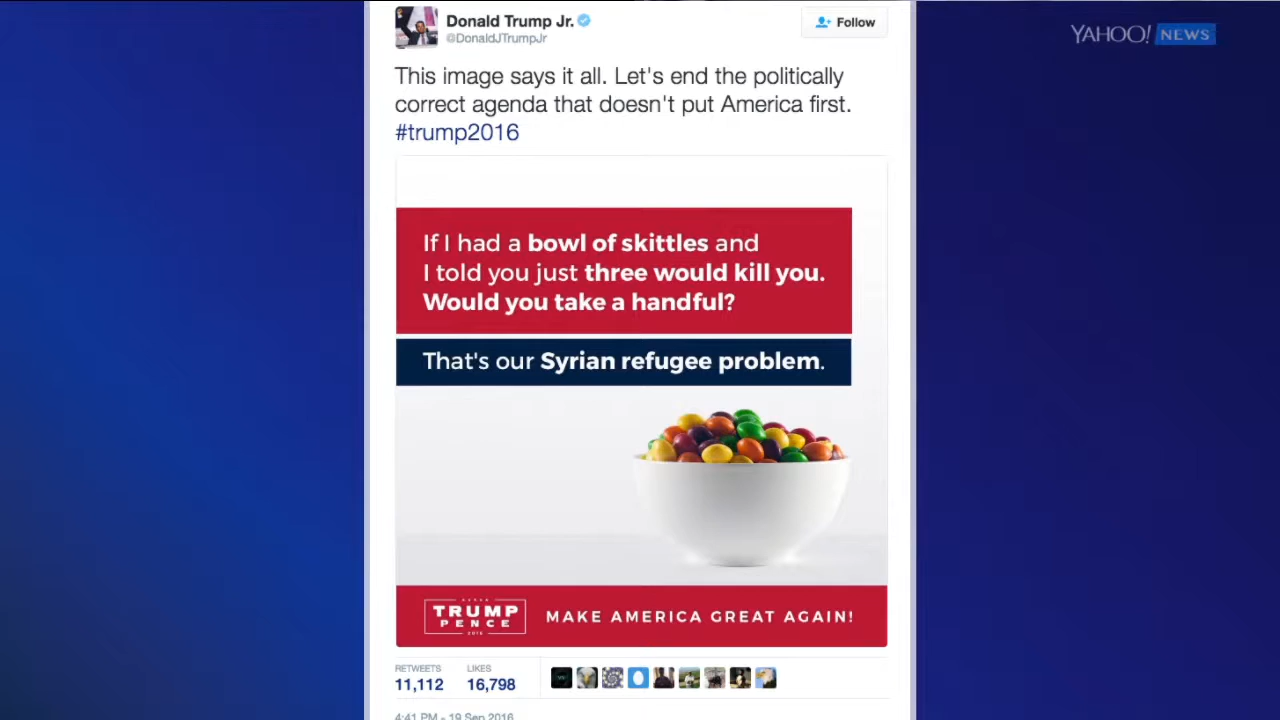 Donald Trump Jr.
@DonaldJTrumpJr
Follow
YAHOO! NEWS
This image says it all. Let's end the politically
correct agenda that doesn't put America first.
#trump2016
If I had a bowl of skittles and
I told you just three would kill you.
Would you take a handful?
That's our Syrian refugee problem.
TRUMP
PENCE
2016
MAKE AMERICA GREAT AGAIN!
RETWEETS
11,112
LIKES
16,798
4:41 PM - 19 Sep 2016